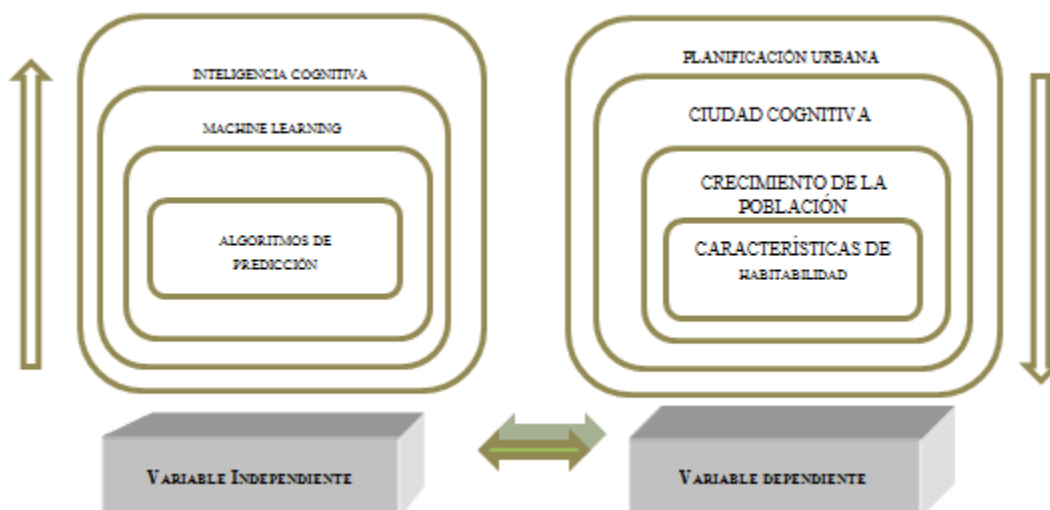 INTELIGENCIA COGNITIVA
MACHINE LEARNING
ALGORITMOS DE
PREDICCIÓN
VARIABLE INDEPENDIENTE
PLANIFICACIÓN URBANA
CIUDAD COGNITIVA
CRECIMIENTO DE LA
POBLACIÓN
CARACTERÍSTICAS DE
HABITABILIDAD
VARIABLE DEPENDIENTE